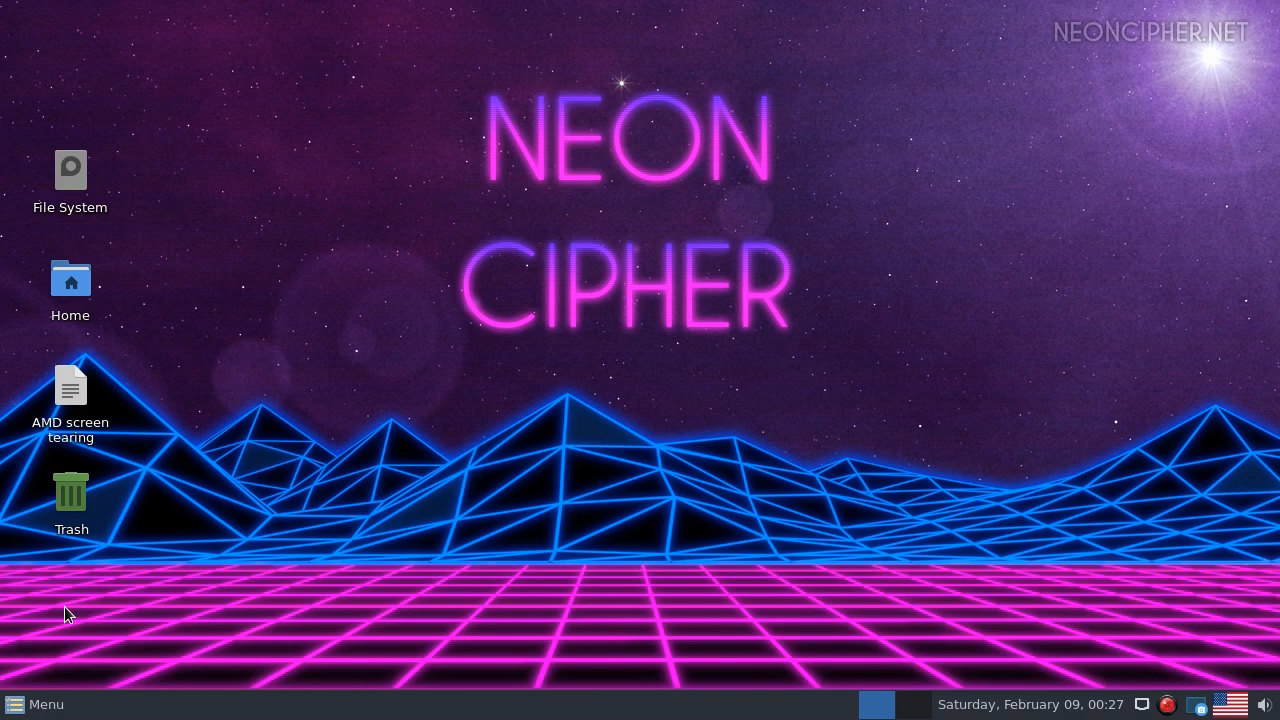 NEONCIPHER.NET
NEON
CIPHER
File System
Home
AMD screen
tearing
Trash
Menu
Saturday, February 09, 00:27